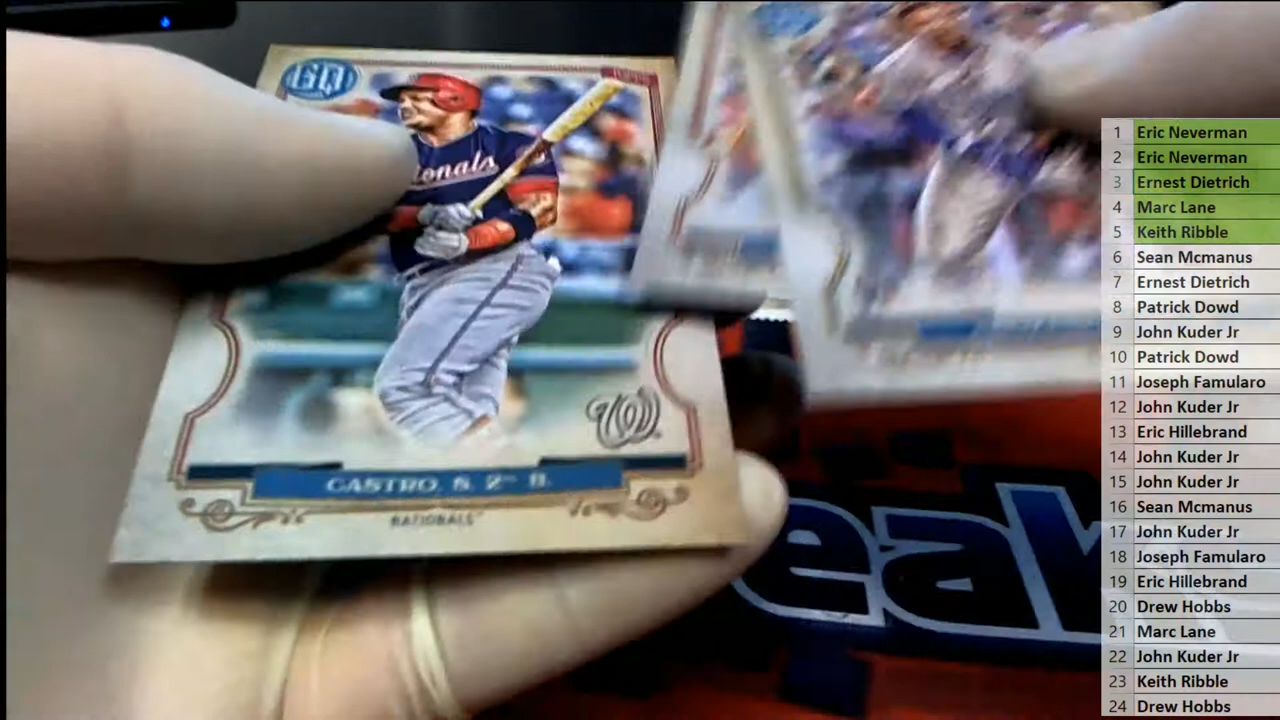 GQ
ionals
W
CASTRO, S. 2ᴺᴰ B.
NATIONALS™
eak
1 Eric Neverman
2 Eric Neverman
3 Ernest Dietrich
4 Marc Lane
5 Keith Ribble
6 Sean Mcmanus
7 Ernest Dietrich
8 Patrick Dowd
9 John Kuder Jr
10 Patrick Dowd
11 Joseph Famularo
12 John Kuder Jr
13 Eric Hillebrand
14 John Kuder Jr
15 John Kuder Jr
16 Sean Mcmanus
17 John Kuder Jr
18 Joseph Famularo
19 Eric Hillebrand
20 Drew Hobbs
21 Marc Lane
22 John Kuder Jr
23 Keith Ribble
24 Drew Hobbs